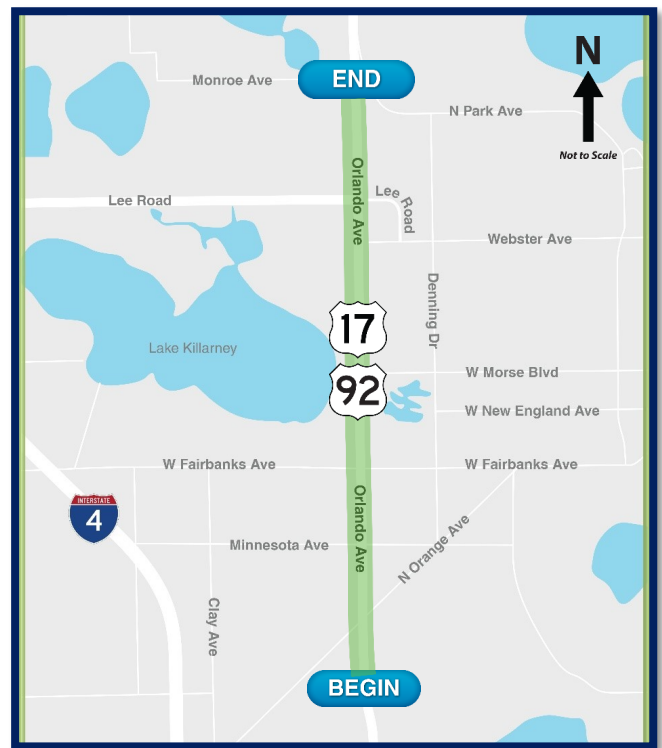 N
Not to Scale
END
Monroe Ave
N Park Ave
Orlando Ave
Lee Road
Lee Road
Webster Ave
Denning Dr
17
Lake Killarney
92
W Morse Blvd
W New England Ave
W Fairbanks Ave
W Fairbanks Ave
INTERSTATE
4
Orlando Ave
Minnesota Ave
N Orange Ave
Clay Ave
BEGIN